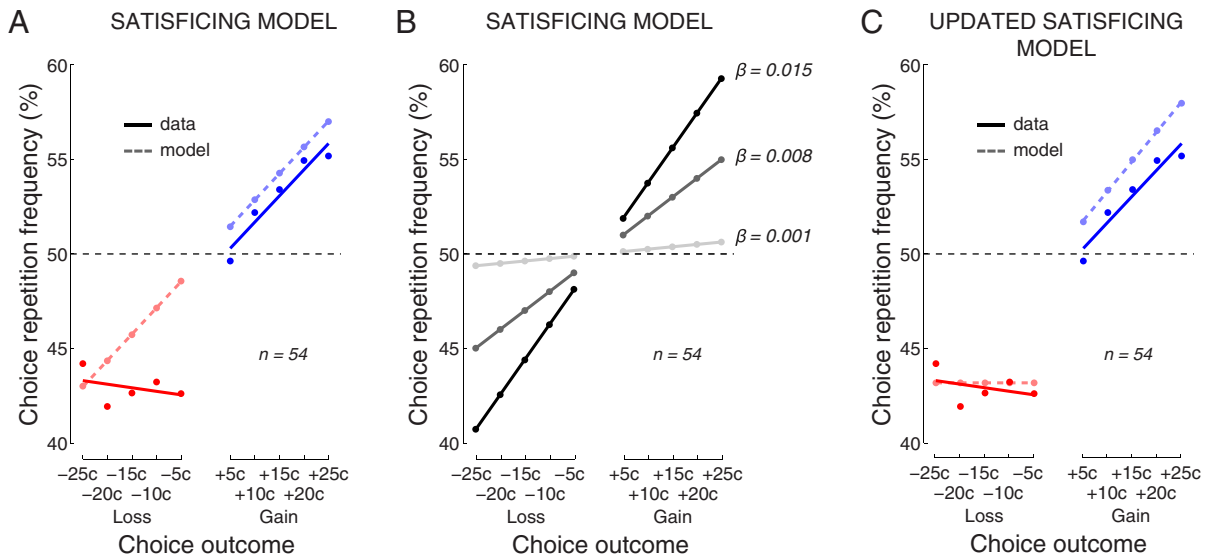 A
SATISFICING MODEL
60
55
50
45
40
Choice repetition frequency (%)
data
model
n = 54
−25c −15c −5c +5c +15c +25c
−20c −10c +10c +20c
Loss Gain
Choice outcome
B
SATISFICING MODEL
60
55
50
45
40
Choice repetition frequency (%)
β = 0.015
β = 0.008
β = 0.001
n = 54
−25c −15c −5c +5c +15c +25c
−20c −10c +10c +20c
Loss Gain
Choice outcome
C
UPDATED SATISFICING
MODEL
60
55
50
45
40
Choice repetition frequency (%)
data
model
n = 54
−25c −15c −5c +5c +15c +25c
−20c −10c +10c +20c
Loss Gain
Choice outcome